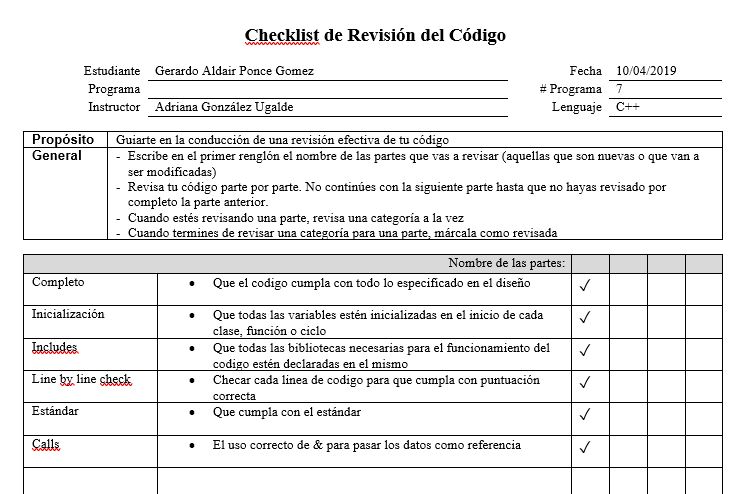 Checklist de Revisión del Código
Estudiante Gerardo Aldair Ponce Gomez Fecha 10/04/2019
Programa # Programa 7
Instructor Adriana González Ugalde Lenguaje C++
Propósito Guiarte en la conducción de una revisión efectiva de tu código
General - Escribe en el primer renglón el nombre de las partes que vas a revisar (aquellas que son nuevas o que van a
ser modificadas)
- Revisa tu código parte por parte. No continúes con la siguiente parte hasta que no hayas revisado por
completo la parte anterior.
- Cuando estés revisando una parte, revisa una categoría a la vez
- Cuando termines de revisar una categoría para una parte, márcala como revisada
Nombre de las partes:
Completo • Que el codigo cumpla con todo lo especificado en el diseño ✓
Inicialización • Que todas las variables estén inicializadas en el inicio de cada
clase, función o ciclo ✓
Includes • Que todas las bibliotecas necesarias para el funcionamiento del
codigo estén declaradas en el mismo ✓
Line by line check • Checar cada linea de codigo para que cumpla con puntuación
correcta ✓
Estándar • Que cumpla con el estándar ✓
Calls • El uso correcto de & para pasar los datos como referencia ✓